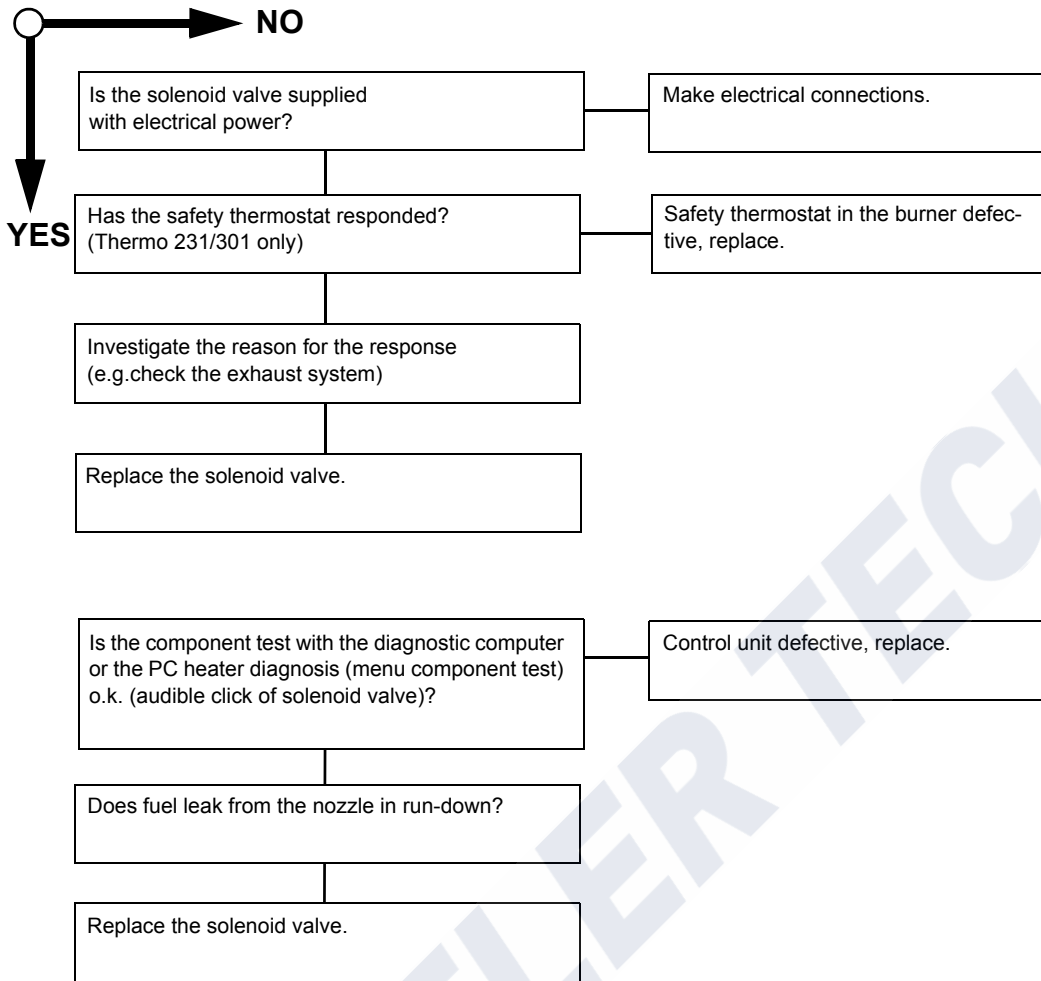 NO
Is the solenoid valve supplied
with electrical power?
Make electrical connections.
YES
Has the safety thermostat responded?
(Thermo 231/301 only)
Safety thermostat in the burner defec-
tive, replace.
Investigate the reason for the response
(e.g.check the exhaust system)
Replace the solenoid valve.
Is the component test with the diagnostic computer
or the PC heater diagnosis (menu component test)
o.k. (audible click of solenoid valve)?
Control unit defective, replace.
Does fuel leak from the nozzle in run-down?
Replace the solenoid valve.